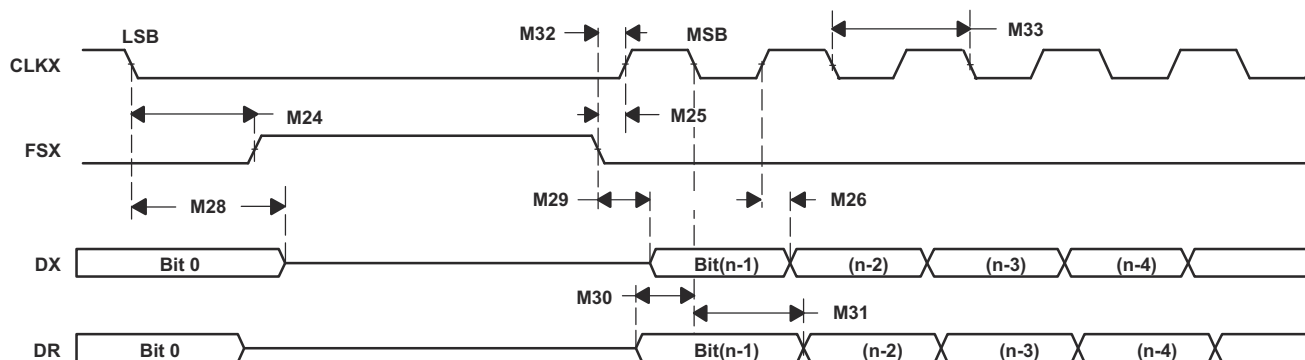 LSB M32 MSB M33
CLKX
M24 M25
FSX
M28 M29 M26
DX Bit 0 Bit(n-1) (n-2) (n-3) (n-4)
M30 M31
DR Bit 0 Bit(n-1) (n-2) (n-3) (n-4)